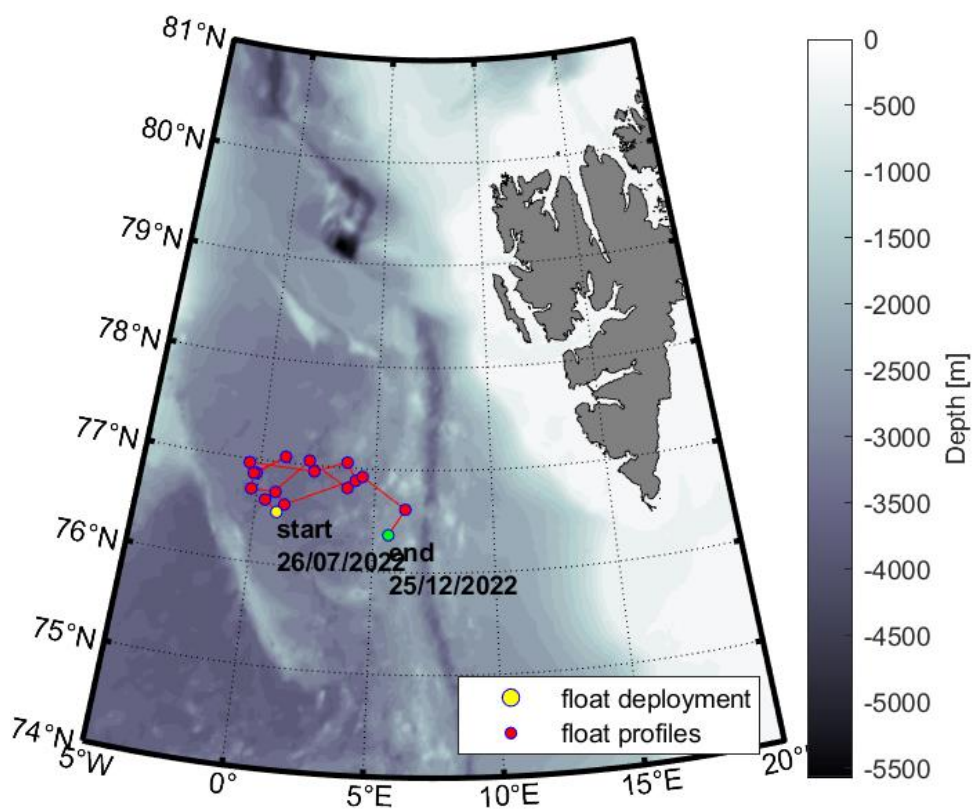 81°N
80°N
79°N
78°N
77°N
76°N
75°N
74°N
5°W
0°
5°E
10°E
15°E
20°
start
26/07/2022
end
25/12/2022
float deployment
float profiles
0
-500
-1000
-1500
-2000
-2500
-3000
-3500
-4000
-4500
-5000
-5500
Depth [m]